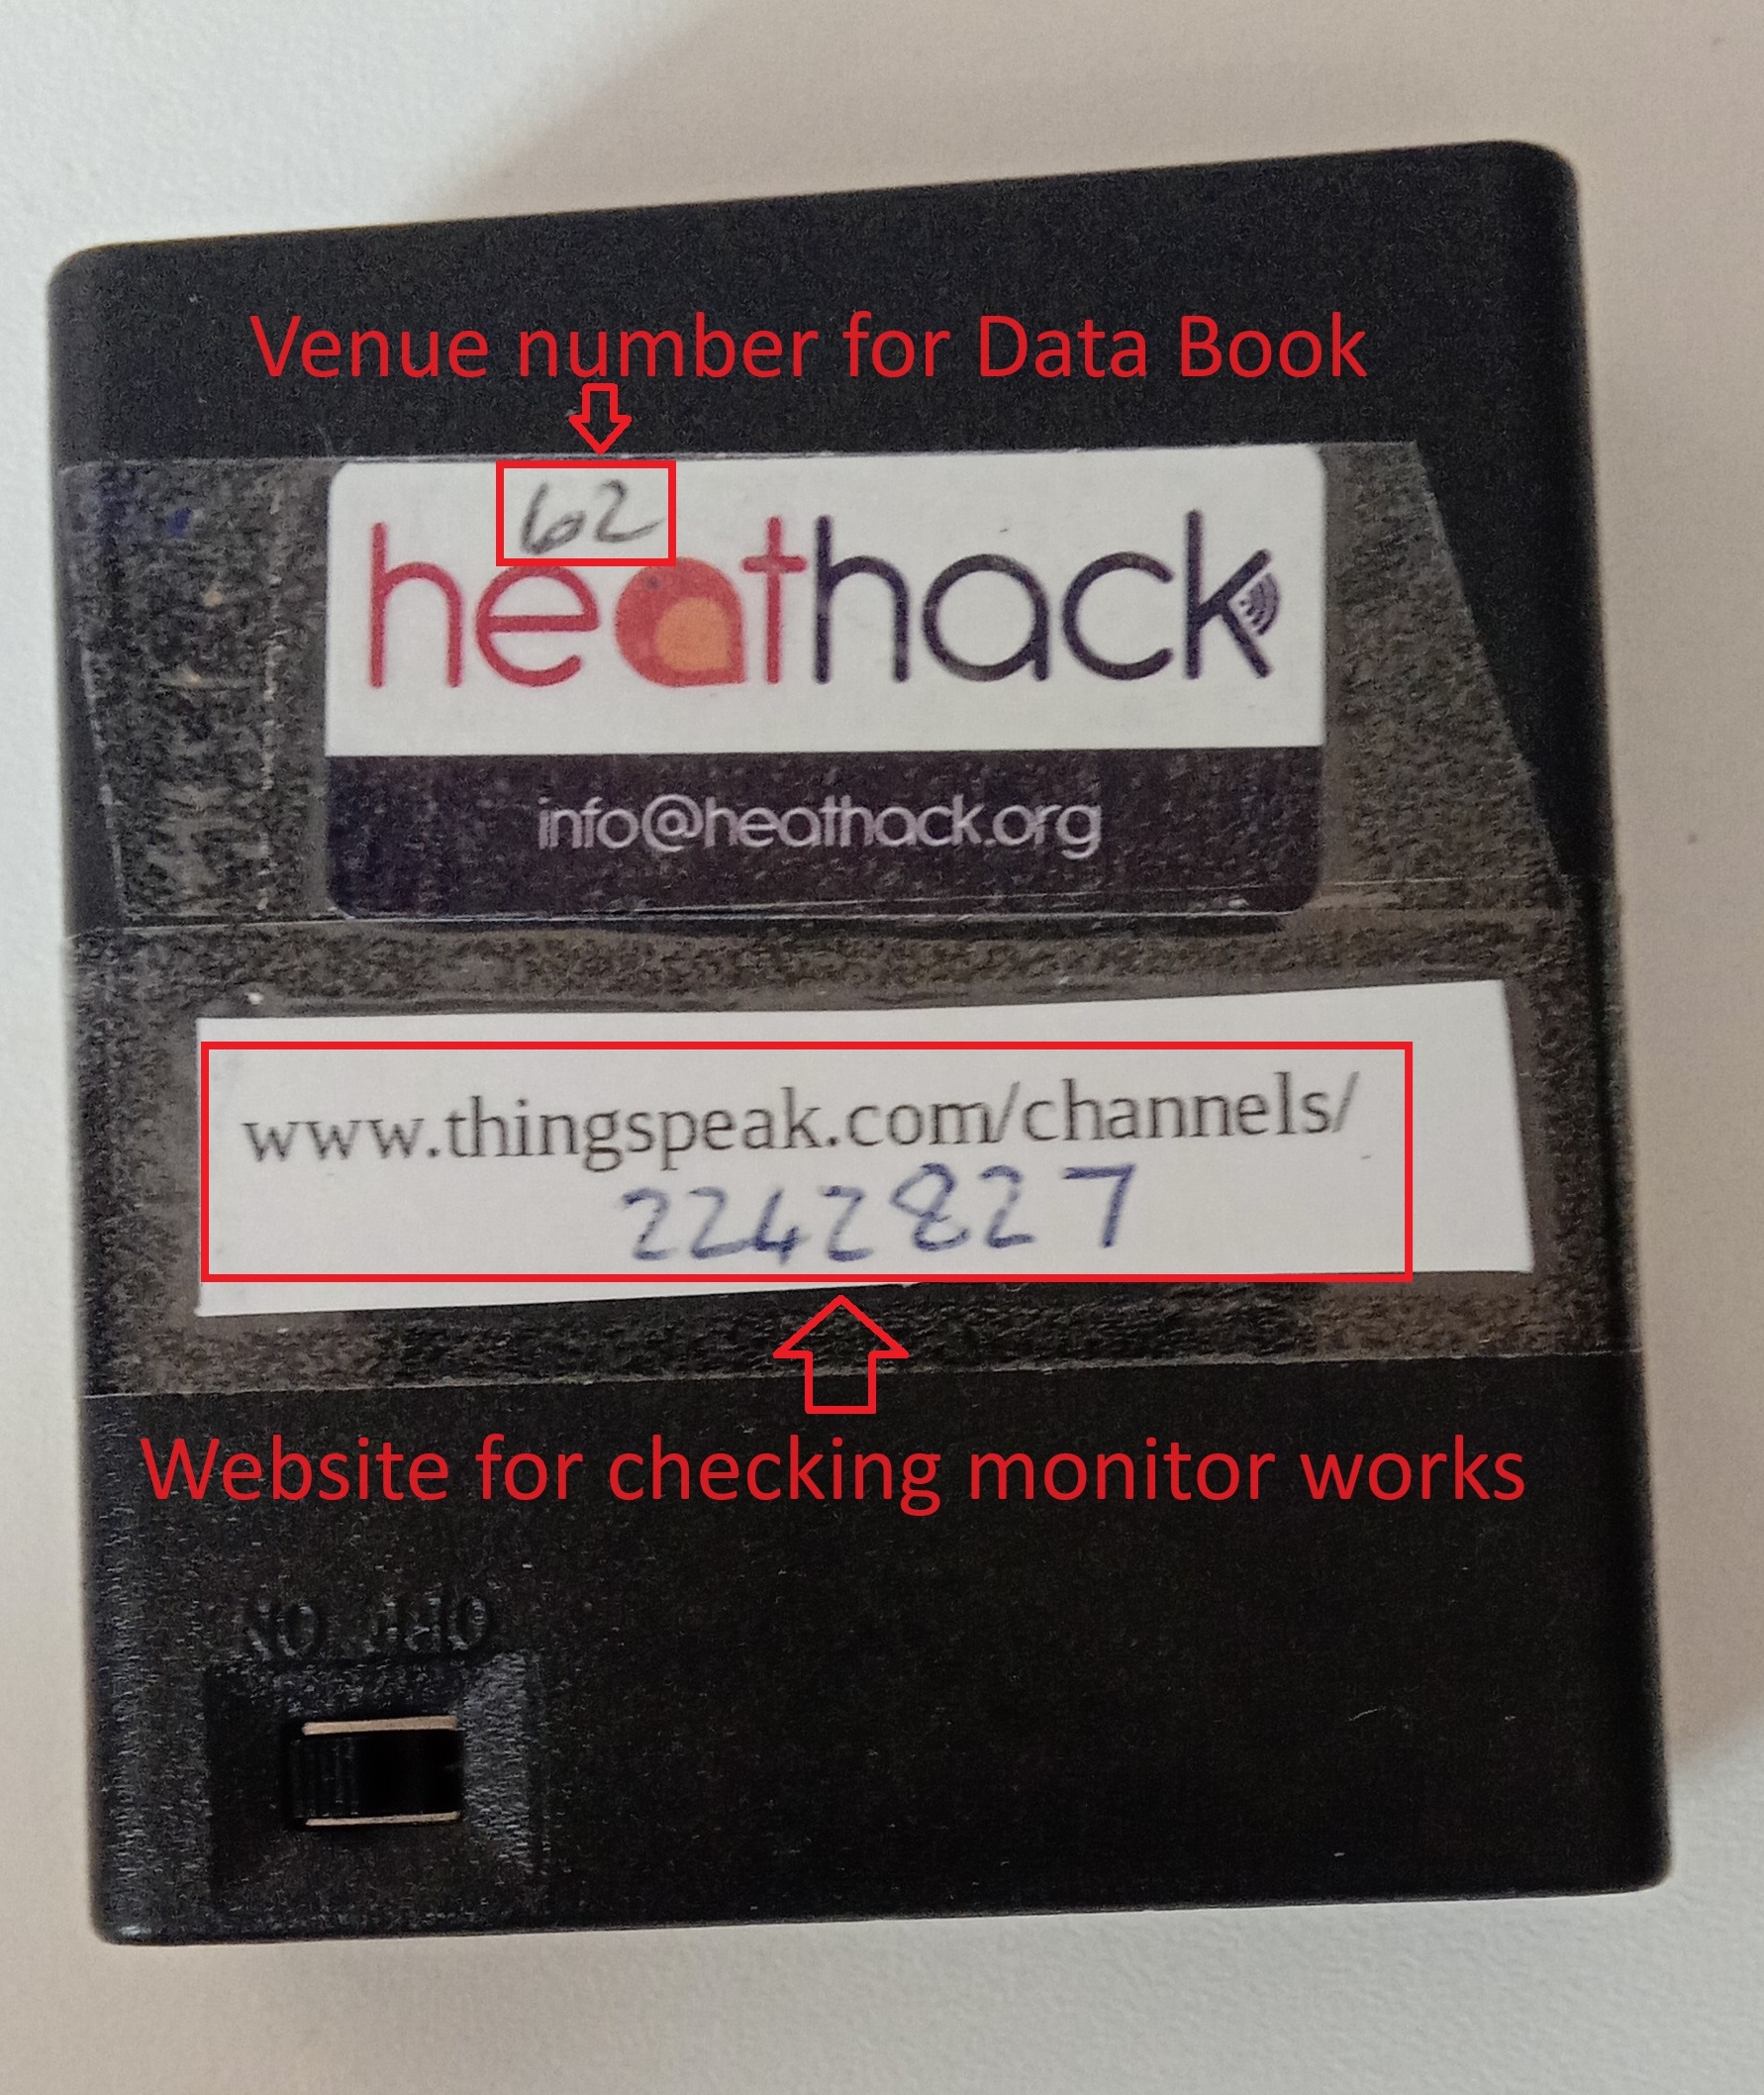 Venue number for Data Book
62
heathack
info@heathack.org
www.thingspeak.com/channels/
2242827
Website for checking monitor works
ON OFF